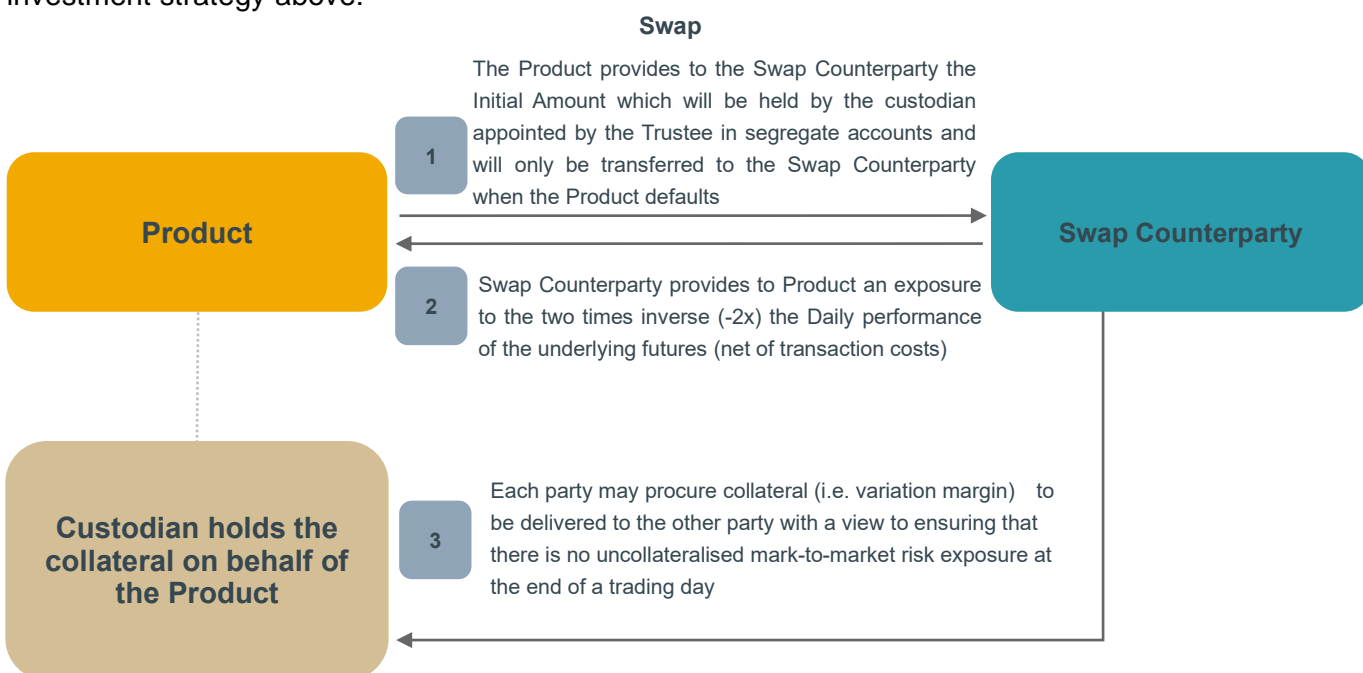 investment strategy above.
Swap
The Product provides to the Swap Counterparty the
Initial Amount which will be held by the custodian
appointed by the Trustee in segregate accounts and
will only be transferred to the Swap Counterparty
when the Product defaults
1
Product
Swap Counterparty
2
Swap Counterparty provides to Product an exposure
to the two times inverse (-2x) the Daily performance
of the underlying futures (net of transaction costs)
Custodian holds the
collateral on behalf of
the Product
3
Each party may procure collateral (i.e. variation margin) to
be delivered to the other party with a view to ensuring that
there is no uncollateralised mark-to-market risk exposure at
the end of a trading day